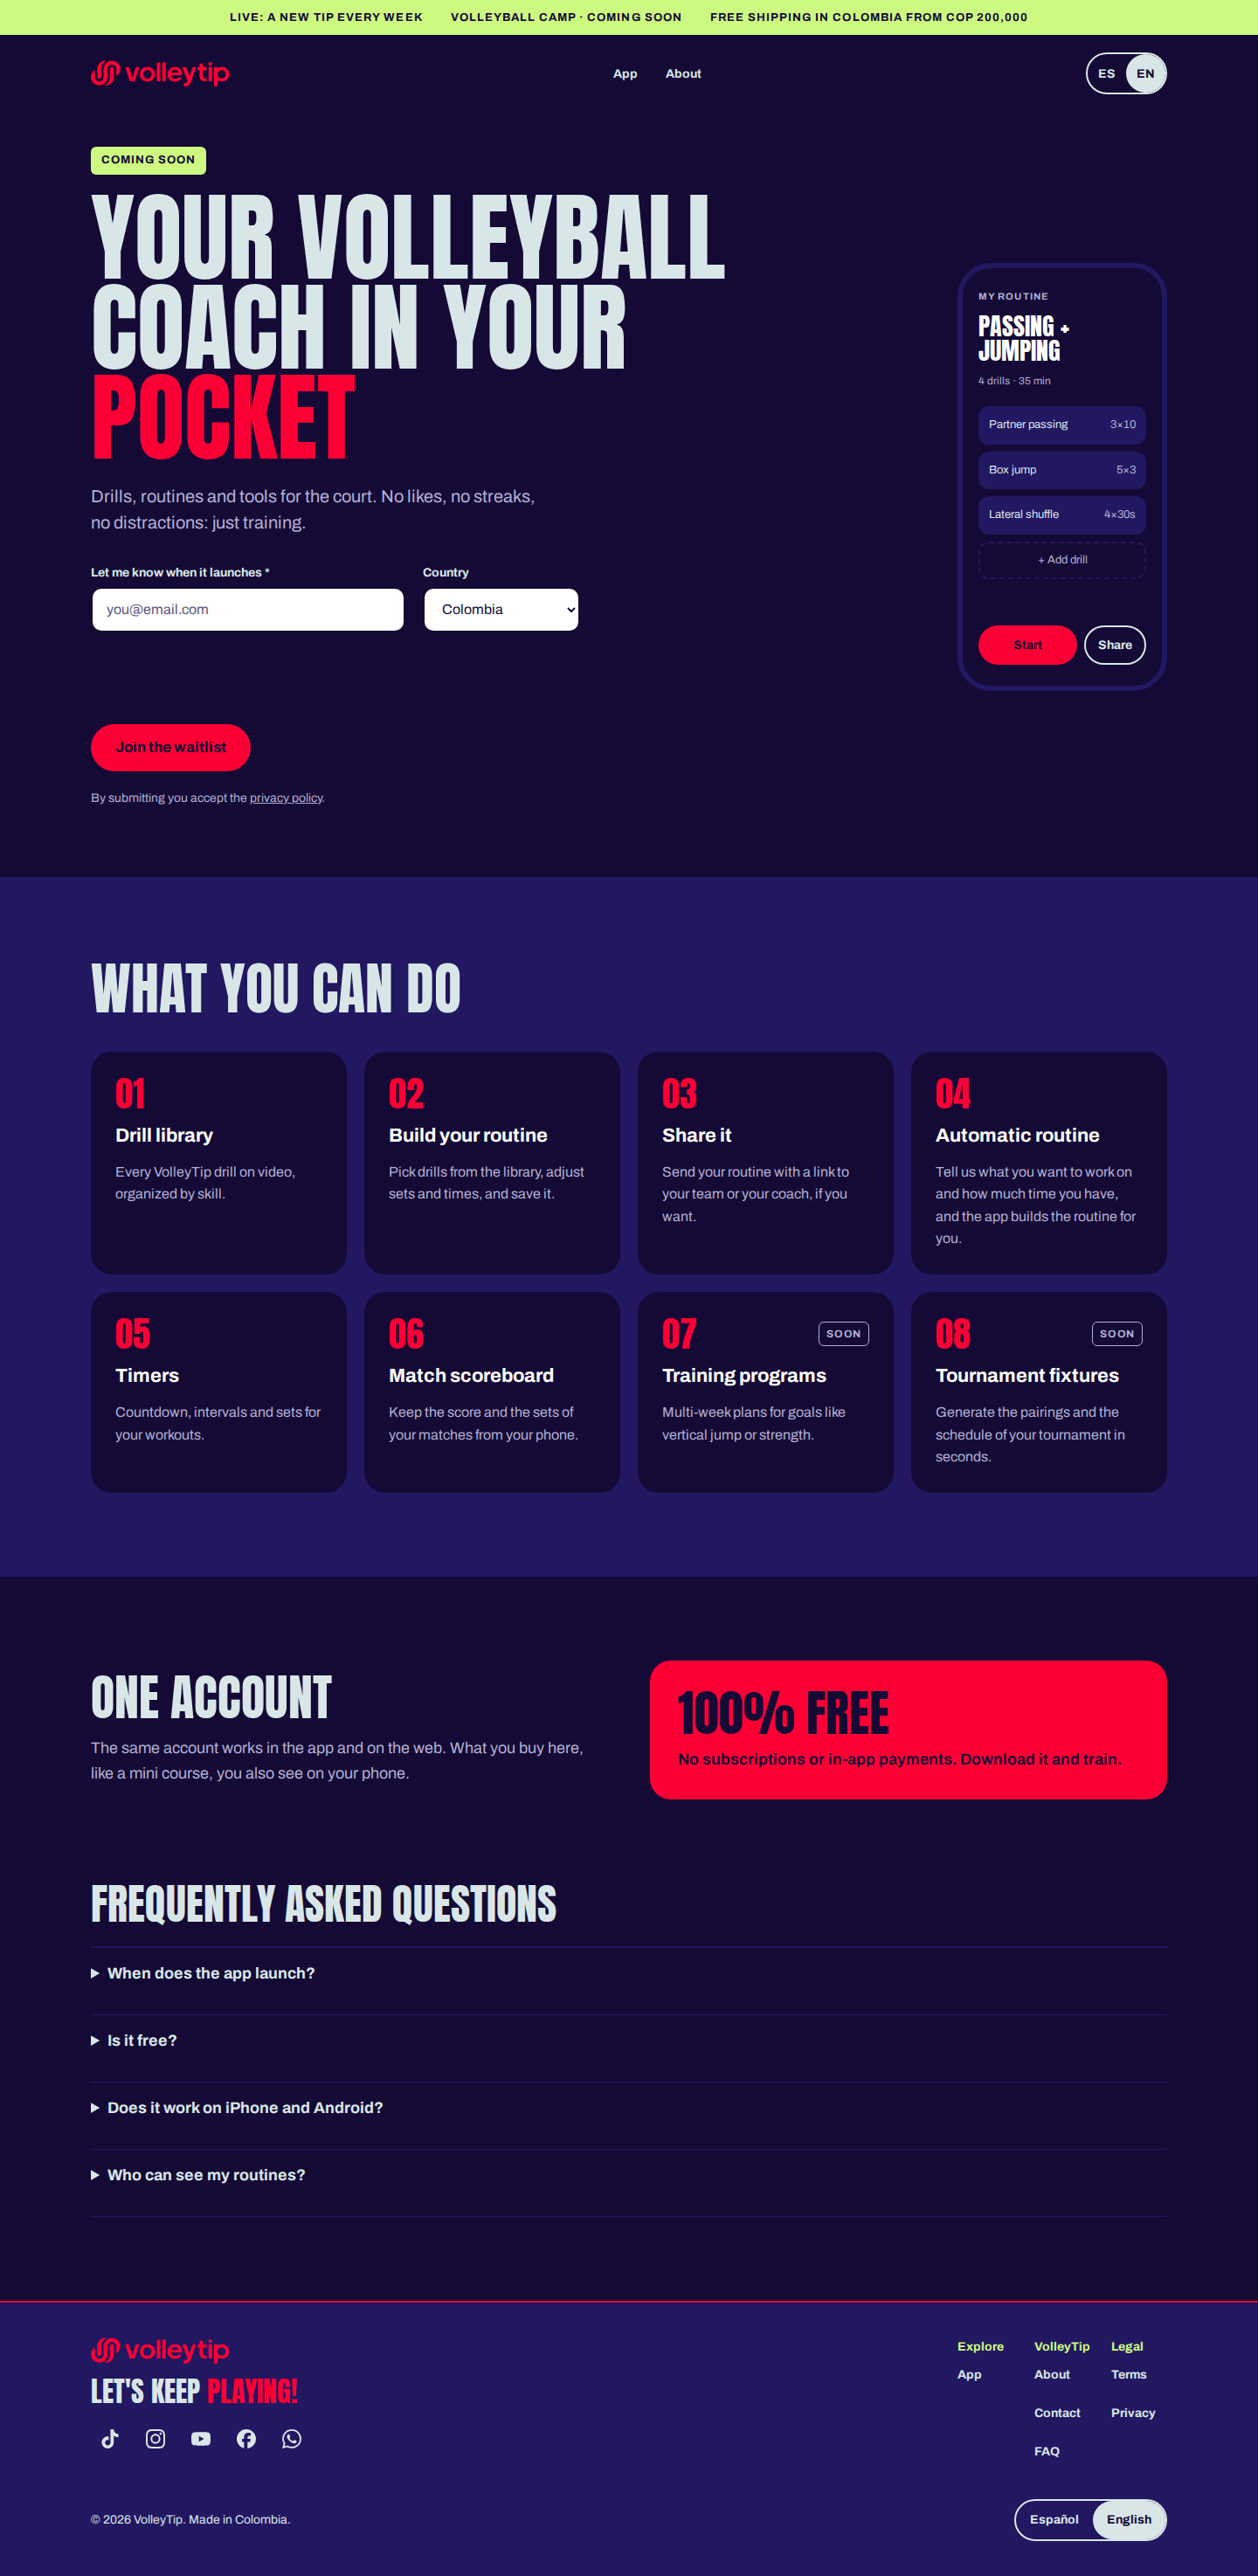 LIVE: A NEW TIP EVERY WEEK VOLLEYBALL CAMP · COMING SOON FREE SHIPPING IN COLOMBIA FROM COP 200,000
volleytip App About ES EN
COMING SOON
YOUR VOLLEYBALL
COACH IN YOUR
POCKET
Drills, routines and tools for the court. No likes, no streaks,
no distractions: just training.
Let me know when it launches * Country
you@email.com Colombia
Join the waitlist
By submitting you accept the privacy policy.
MY ROUTINE
PASSING +
JUMPING
4 drills · 35 min
Partner passing 3×10
Box jump 5×3
Lateral shuffle 4×30s
+ Add drill
Start Share
WHAT YOU CAN DO
01
Drill library
Every VolleyTip drill on video,
organized by skill.
02
Build your routine
Pick drills from the library, adjust
sets and times, and save it.
03
Share it
Send your routine with a link to
your team or your coach, if you
want.
04
Automatic routine
Tell us what you want to work on
and how much time you have,
and the app builds the routine for
you.
05
Timers
Countdown, intervals and sets for
your workouts.
06
Match scoreboard
Keep the score and the sets of
your matches from your phone.
07 SOON
Training programs
Multi-week plans for goals like
vertical jump or strength.
08 SOON
Tournament fixtures
Generate the pairings and the
schedule of your tournament in
seconds.
ONE ACCOUNT
The same account works in the app and on the web. What you buy here,
like a mini course, you also see on your phone.
100% FREE
No subscriptions or in-app payments. Download it and train.
FREQUENTLY ASKED QUESTIONS
When does the app launch?
Is it free?
Does it work on iPhone and Android?
Who can see my routines?
volleytip
LET'S KEEP PLAYING!
Explore
App
VolleyTip
About
Contact
FAQ
Legal
Terms
Privacy
© 2026 VolleyTip. Made in Colombia.
Español English